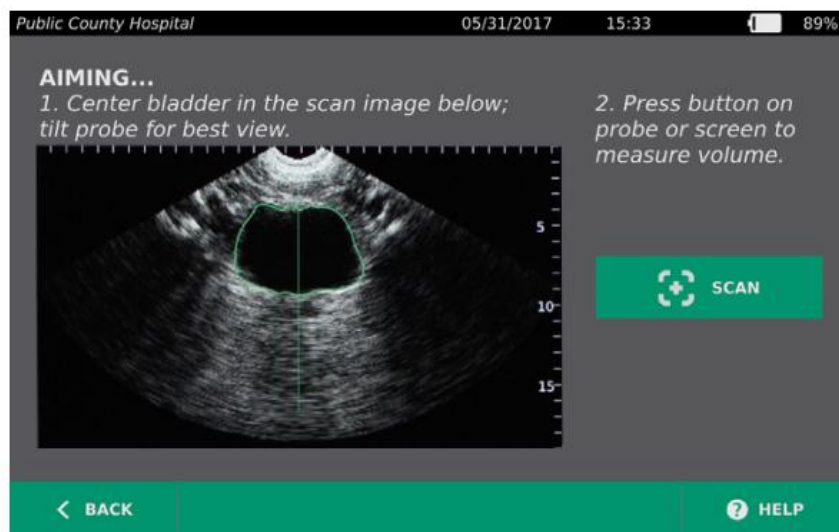 Public County Hospital 05/31/2017 15:33 89%
AIMING...
1. Center bladder in the scan image below;
tilt probe for best view.
2. Press button on
probe or screen to
measure volume.
5
10
15
SCAN
BACK
HELP